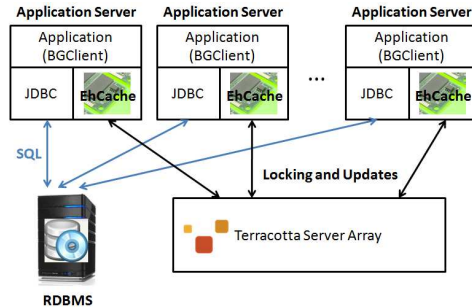 Application Server Application Server Application Server
Application
(BGClient)
JDBC
EhCache
Application
(BGClient)
JDBC
EhCache
...
Application
(BGClient)
JDBC
EhCache
SQL
Locking and Updates
Terracotta Server Array
RDBMS